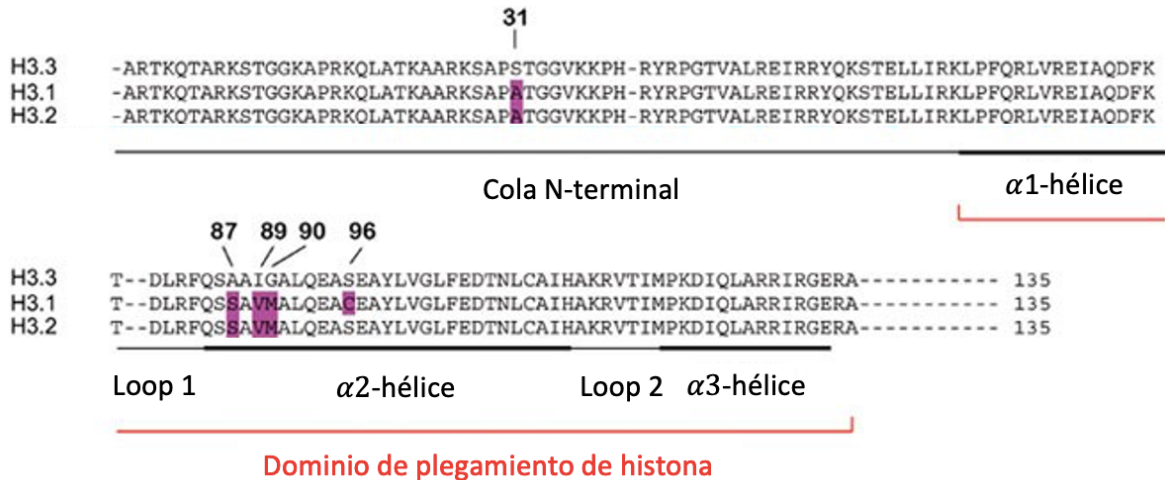 31
H3.3 -ARTKQTARKSTGGKAPRKQLATKAARKSAPSTGGVKKPH-RYRPGTVALREIRRYQKSTELLIRKLPFQRLVREIAQDFK
H3.1 -ARTKQTARKSTGGKAPRKQLATKAARKSAPATGGVKKPH-RYRPGTVALREIRRYQKSTELLIRKLPFQRLVREIAQDFK
H3.2 -ARTKQTARKSTGGKAPRKQLATKAARKSAPATGGVKKPH-RYRPGTVALREIRRYQKSTELLIRKLPFQRLVREIAQDFK
Cola N-terminal α1-hélice
87 89 90 96
H3.3 T--DLRFQSAAIGALQEASEAYLVGLFEDTNLCAIHAKRVTIMPKDIQLARRIRGERA---------- 135
H3.1 T--DLRFQSSAVMALQEACEAYLVGLFEDTNLCAIHAKRVTIMPKDIQLARRIRGERA---------- 135
H3.2 T--DLRFQSSAVMALQEASEAYLVGLFEDTNLCAIHAKRVTIMPKDIQLARRIRGERA---------- 135
Loop 1 α2-hélice Loop 2 α3-hélice
Dominio de plegamiento de histona